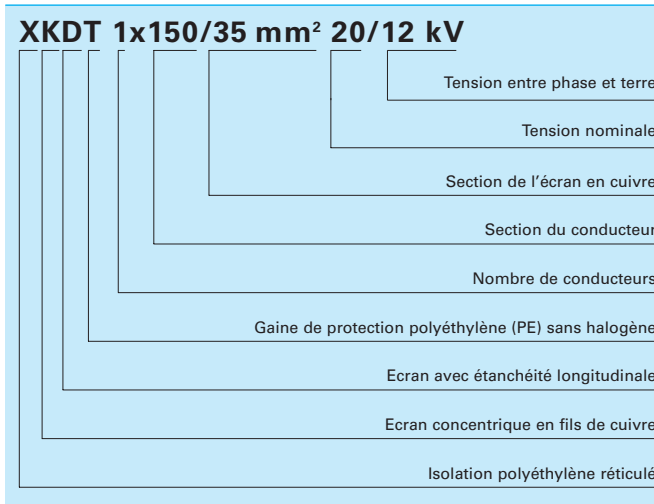 XKDT 1x150/35 mm² 20/12 kV
Tension entre phase et terre
Tension nominale
Section de l'écran en cuivre
Section du conducteur
Nombre de conducteurs
Gaine de protection polyéthylène (PE) sans halogène
Ecran avec étanchéité longitudinale
Ecran concentrique en fils de cuivre
Isolation polyéthylène réticulé